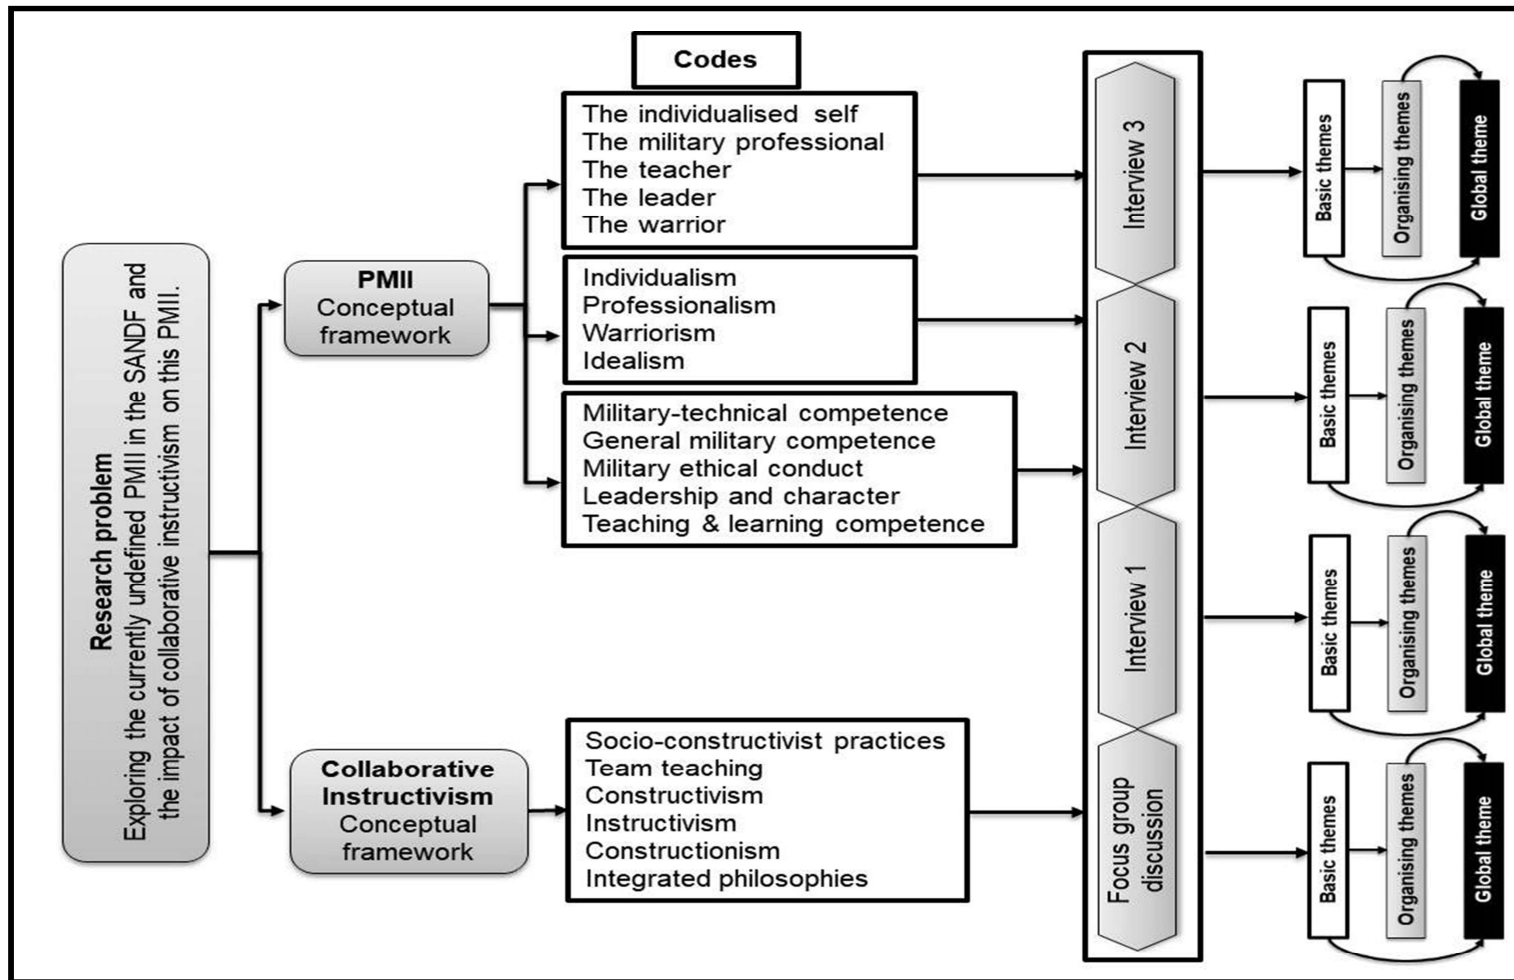 Research problem
Exploring the currently undefined PMII in the SANDF and
the impact of collaborative instructivism on this PMII.
PMII
Conceptual
framework
Collaborative
Instructivism
Conceptual
framework
Codes
The individualised self
The military professional
The teacher
The leader
The warrior
Individualism
Professionalism
Warriorism
Idealism
Military-technical competence
General military competence
Military ethical conduct
Leadership and character
Teaching & learning competence
Socio-constructivist practices
Team teaching
Constructivism
Instructivism
Constructionism
Integrated philosophies
Interview 3
Interview 2
Interview 1
Focus group
discussion
Basic themes
Organising themes
Global theme
Basic themes
Organising themes
Global theme
Basic themes
Organising themes
Global theme
Basic themes
Organising themes
Global theme